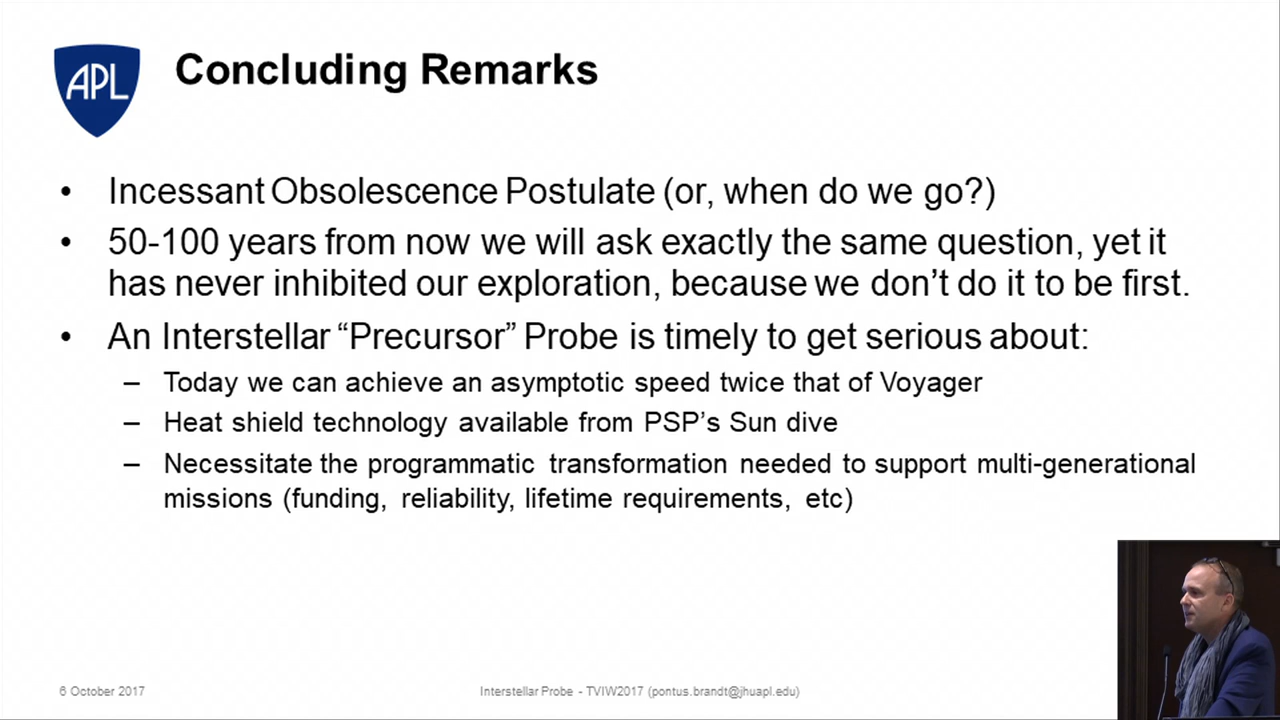 APL
Concluding Remarks
• Incessant Obsolescence Postulate (or, when do we go?)
• 50-100 years from now we will ask exactly the same question, yet it
has never inhibited our exploration, because we don't do it to be first.
• An Interstellar “Precursor” Probe is timely to get serious about:
– Today we can achieve an asymptotic speed twice that of Voyager
– Heat shield technology available from PSP's Sun dive
– Necessitate the programmatic transformation needed to support multi-generational
missions (funding, reliability, lifetime requirements, etc)
6 October 2017
Interstellar Probe - TVIW2017 (pontus.brandt@jhuapl.edu)